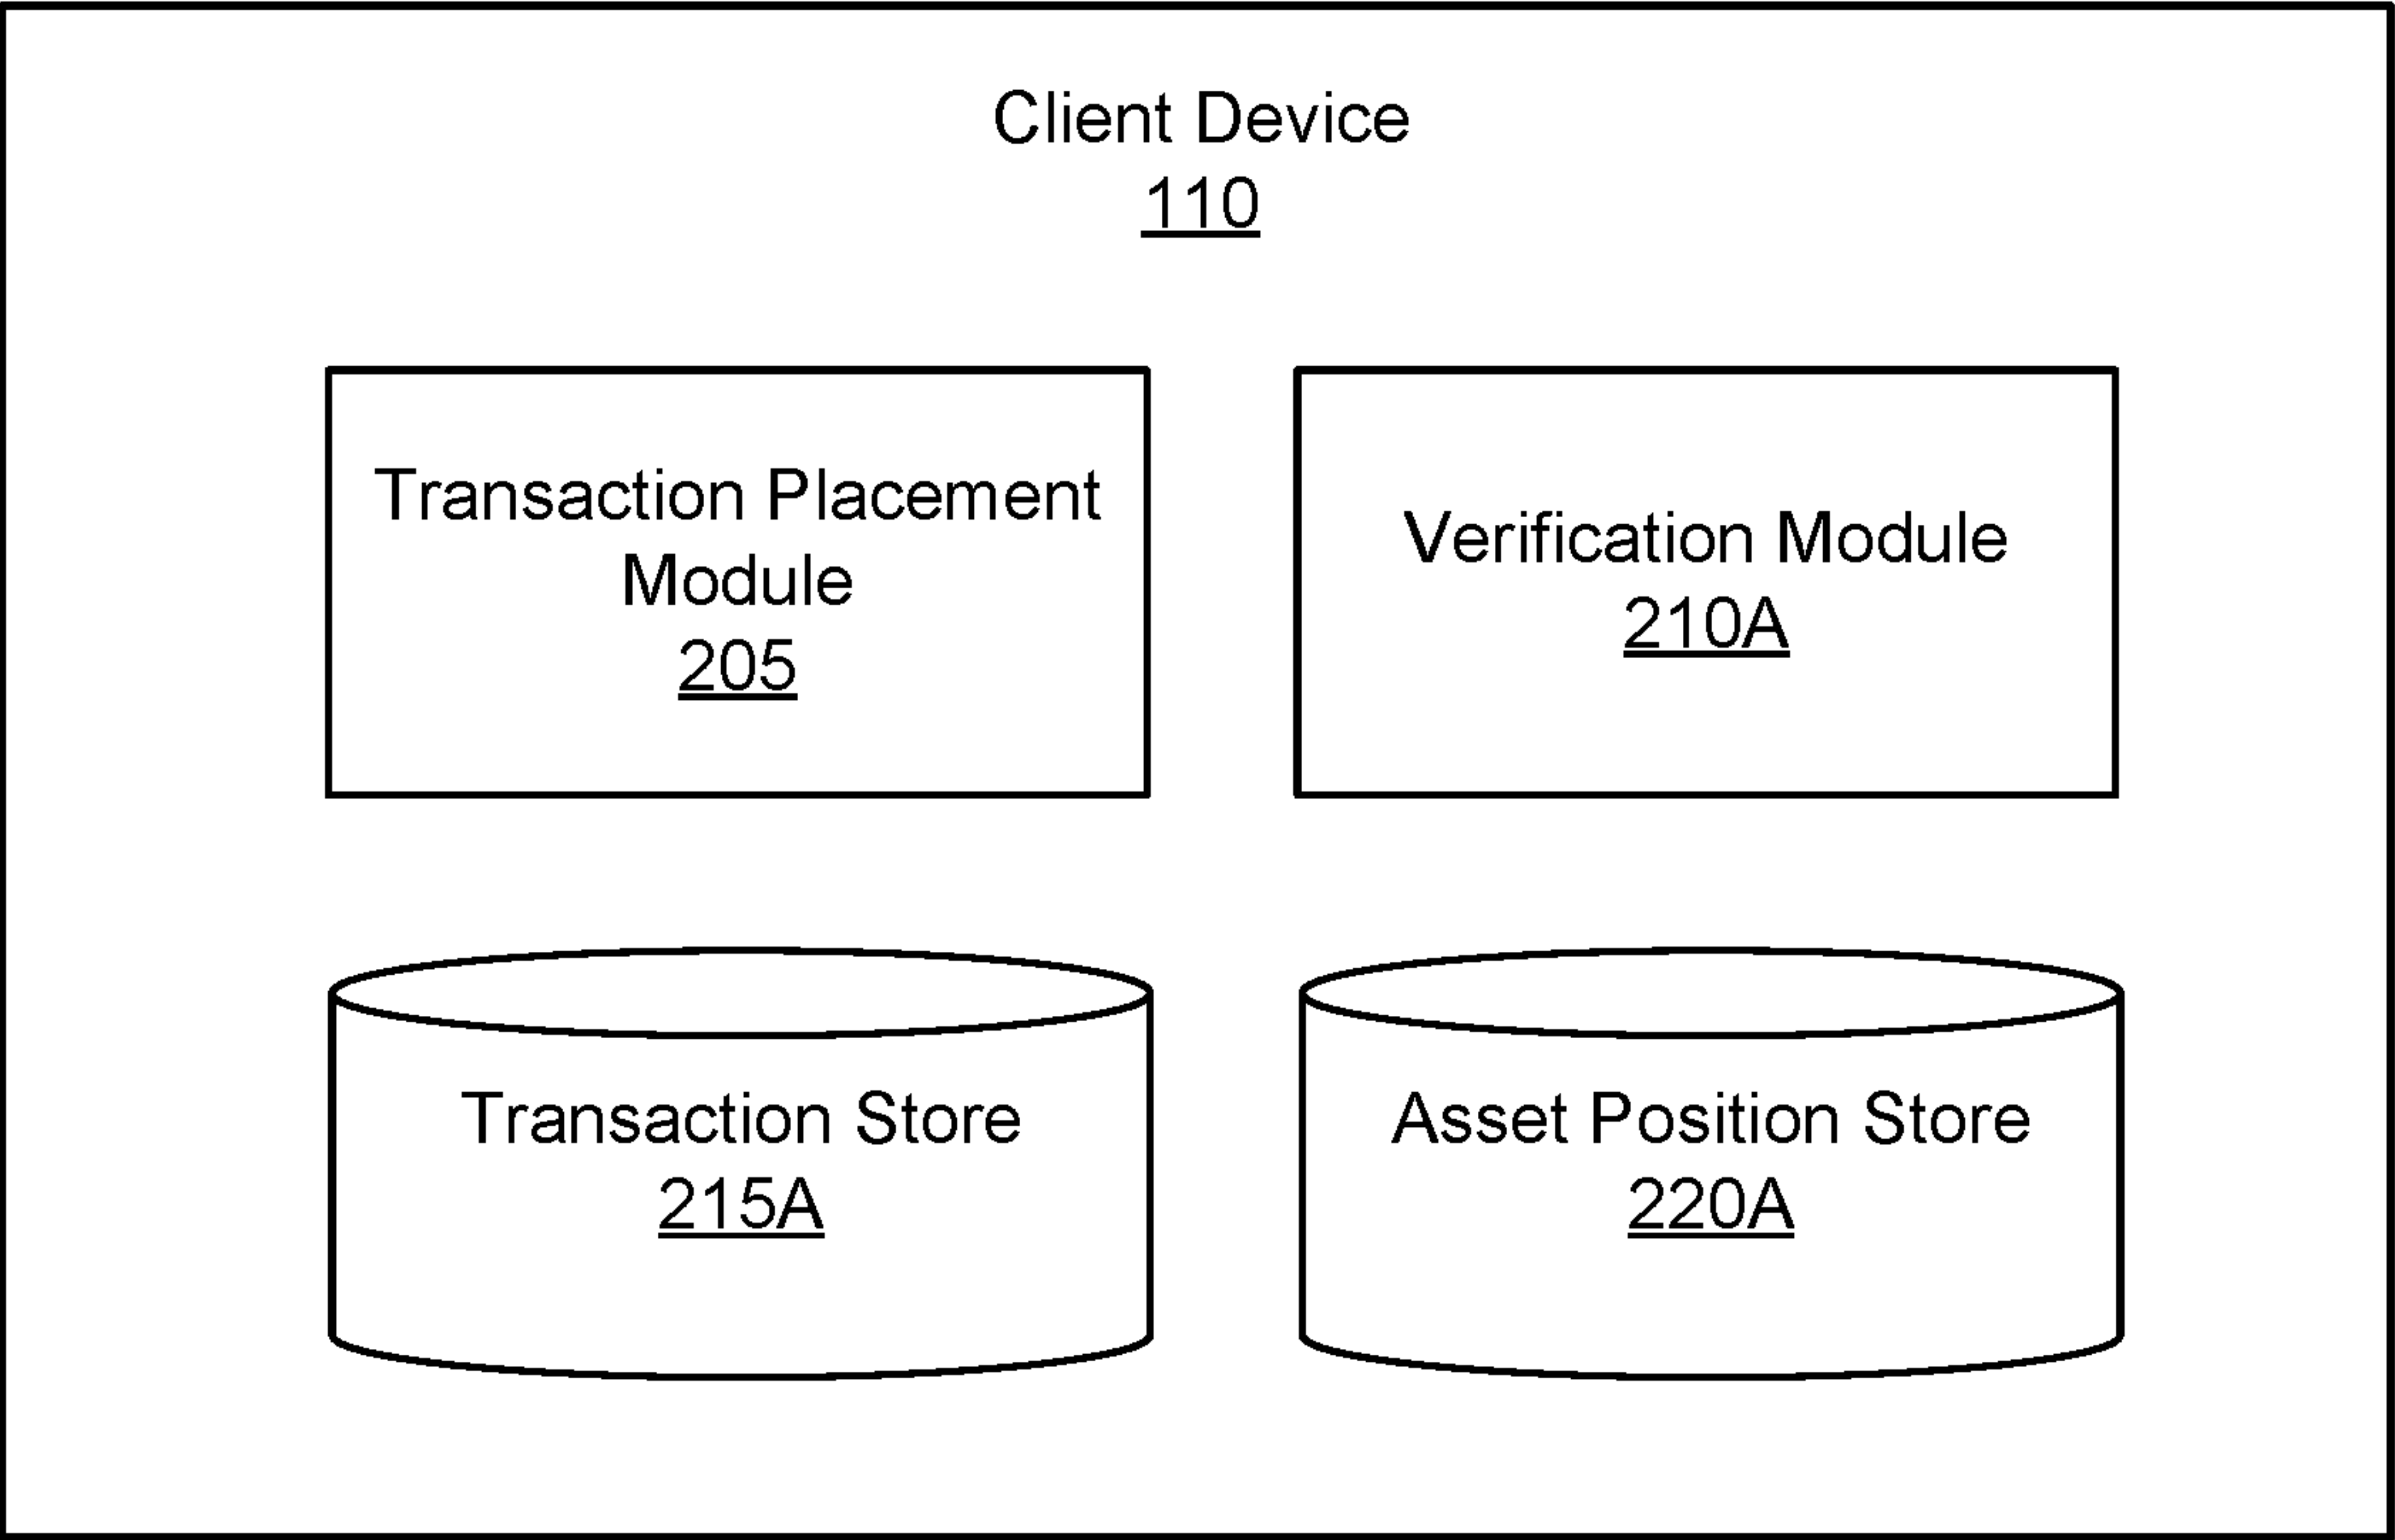 Client Device
110
Transaction Placement
Module
205
Verification Module
210A
Transaction Store
215A
Asset Position Store
220A